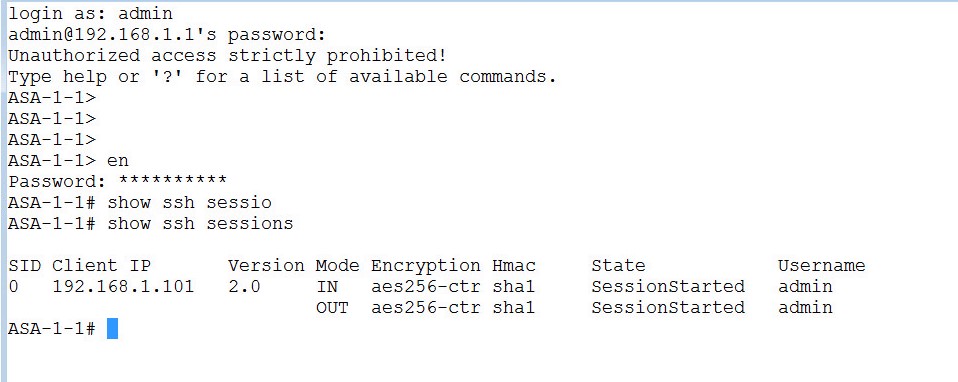 login as: admin
admin@192.168.1.1's password:
Unauthorized access strictly prohibited!
Type help or '?' for a list of available commands.
ASA-1-1>
ASA-1-1>
ASA-1-1>
ASA-1-1> en
Password: **********
ASA-1-1# show ssh sessio
ASA-1-1# show ssh sessions
SID Client IP Version Mode Encryption Hmac State Username
0 192.168.1.101 2.0 IN aes256-ctr sha1 SessionStarted admin
OUT aes256-ctr sha1 SessionStarted admin
ASA-1-1#